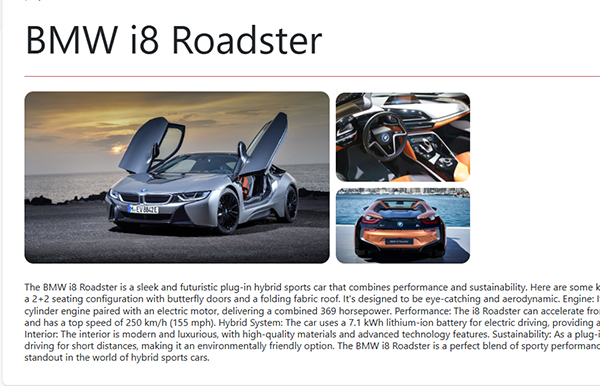 BMW i8 Roadster
M·EV 8842E
The BMW i8 Roadster is a sleek and futuristic plug-in hybrid sports car that combines performance and sustainability. Here are some k
a 2+2 seating configuration with butterfly doors and a folding fabric roof. It's designed to be eye-catching and aerodynamic. Engine: I
cylinder engine paired with an electric motor, delivering a combined 369 horsepower. Performance: The i8 Roadster can accelerate fro
and has a top speed of 250 km/h (155 mph). Hybrid System: The car uses a 7.1 kWh lithium-ion battery for electric driving, providing a
Interior: The interior is modern and luxurious, with high-quality materials and advanced technology features. Sustainability: As a plug-i
driving for short distances, making it an environmentally friendly option. The BMW i8 Roadster is a perfect blend of sporty performanc
standout in the world of hybrid sports cars.